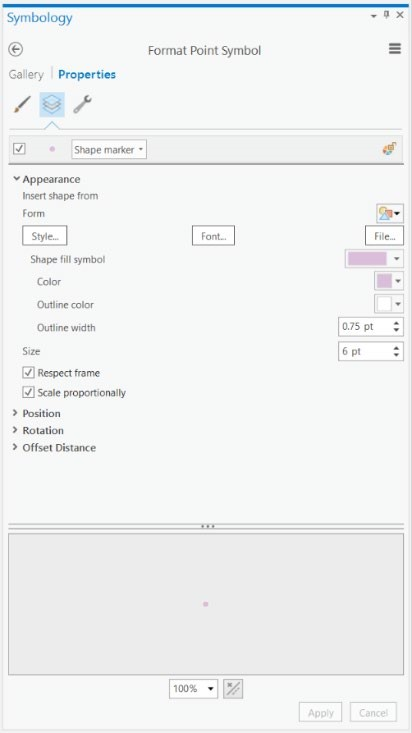 Symbology
Format Point Symbol
Gallery Properties
Shape marker
Appearance
Insert shape from
Form
Style... Font... File...
Shape fill symbol
Color
Outline color
Outline width 0.75 pt
Size 6 pt
Respect frame
Scale proportionally
Position
Rotation
Offset Distance
100%
Apply Cancel